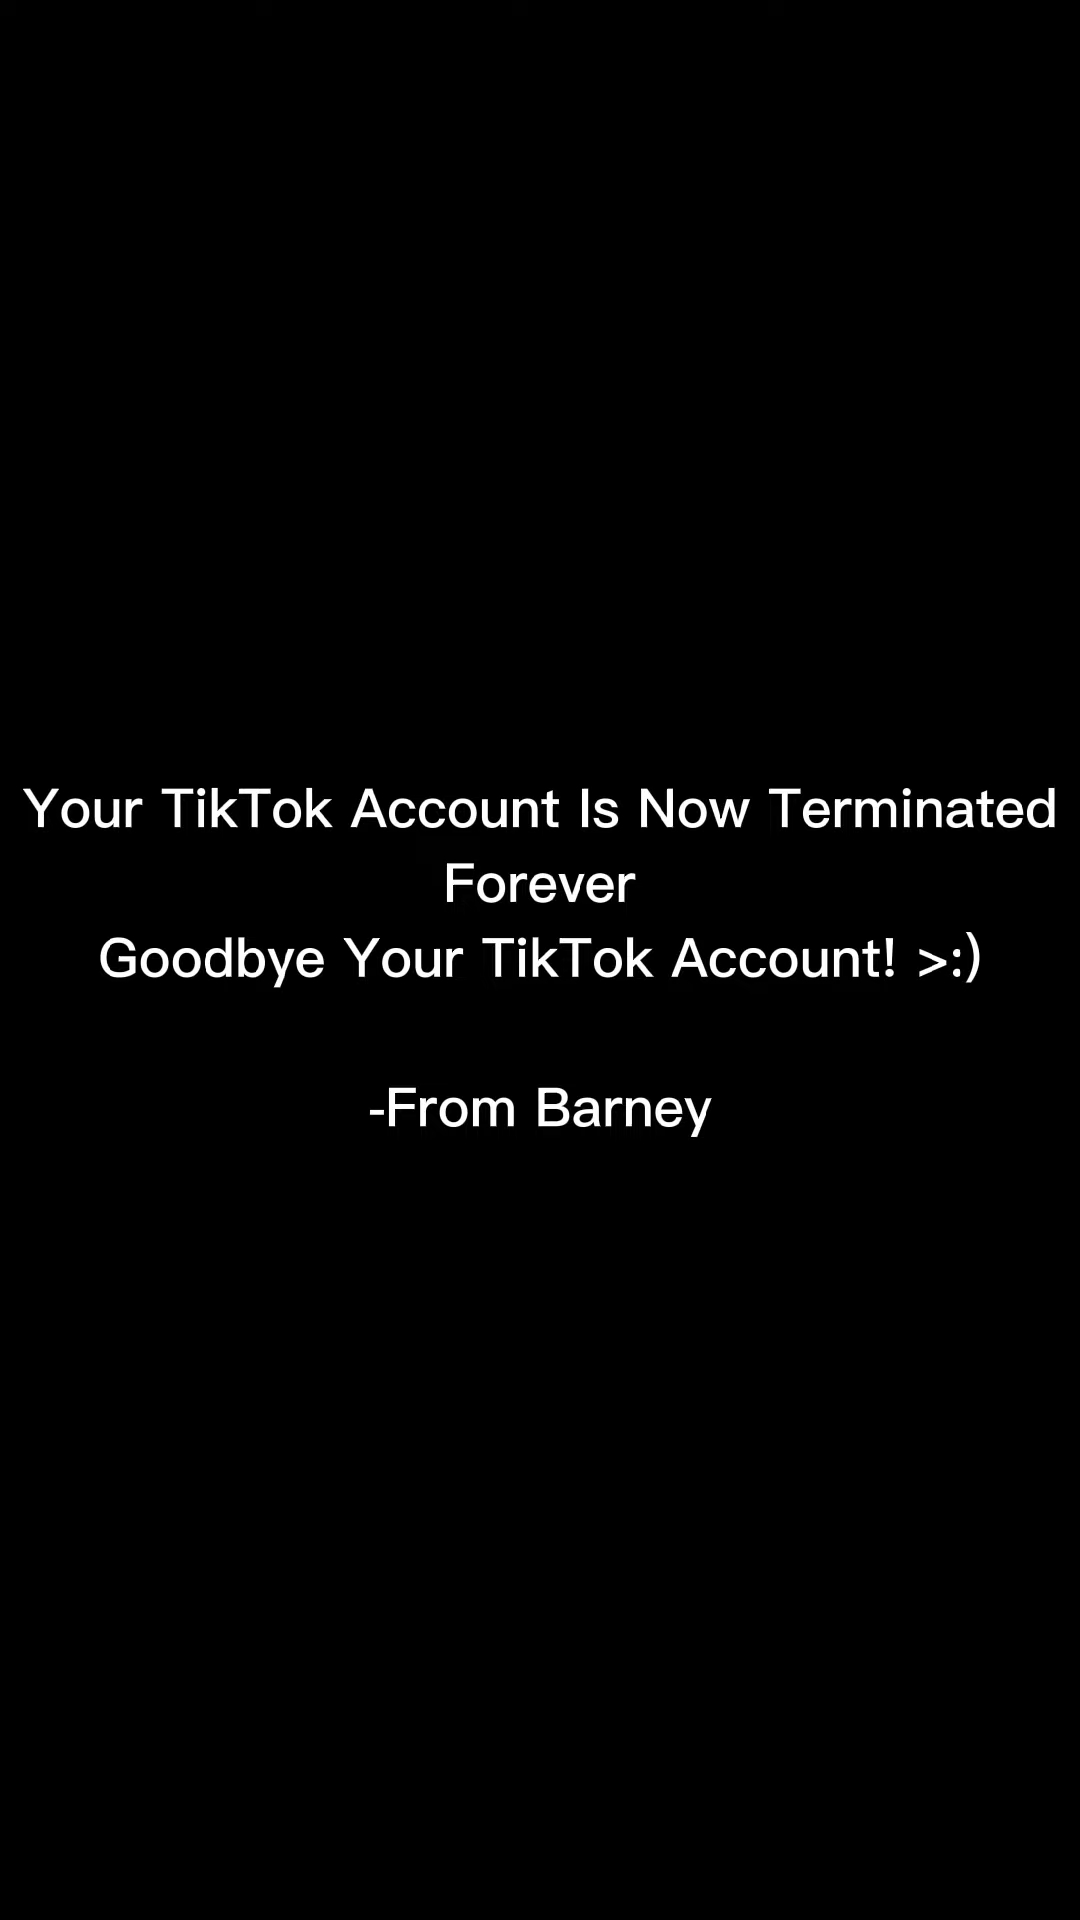 Your TikTok Account Is Now Terminated
Forever
Goodbye Your TikTok Account! >:)
-From Barney